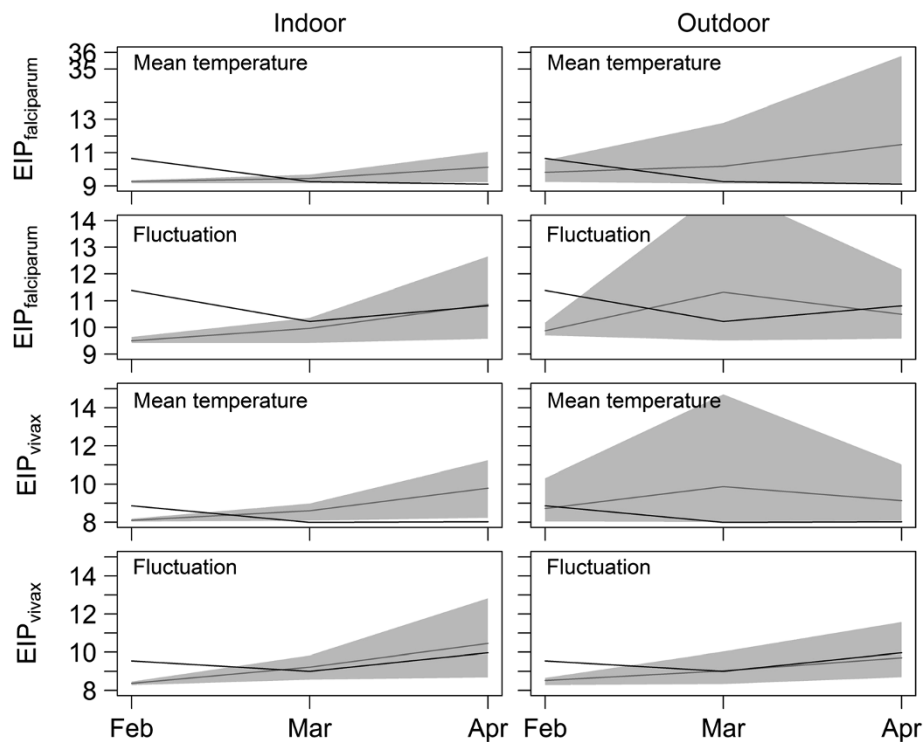 Indoor Outdoor
EIPfalciparum
36
35
13
11
9
Mean temperature
Mean temperature
EIPfalciparum
14
13
12
11
10
9
Fluctuation
Fluctuation
EIPvivax
14
12
10
8
Mean temperature
Mean temperature
EIPvivax
14
12
10
8
Fluctuation
Fluctuation
Feb Mar Apr Feb Mar Apr